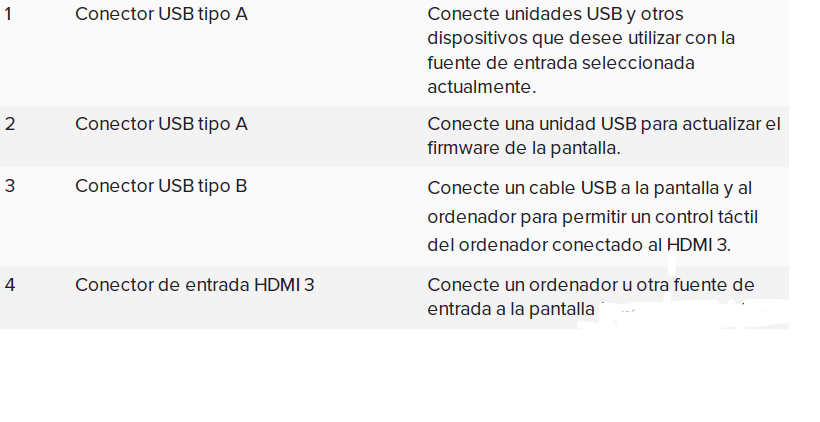 1 Conector USB tipo A Conecte unidades USB y otros
dispositivos que desee utilizar con la
fuente de entrada seleccionada
actualmente.
2 Conector USB tipo A Conecte una unidad USB para actualizar el
firmware de la pantalla.
3 Conector USB tipo B Conecte un cable USB a la pantalla y al
ordenador para permitir un control táctil
del ordenador conectado al HDMI 3.
4 Conector de entrada HDMI 3 Conecte un ordenador u otra fuente de
entrada a la pantalla